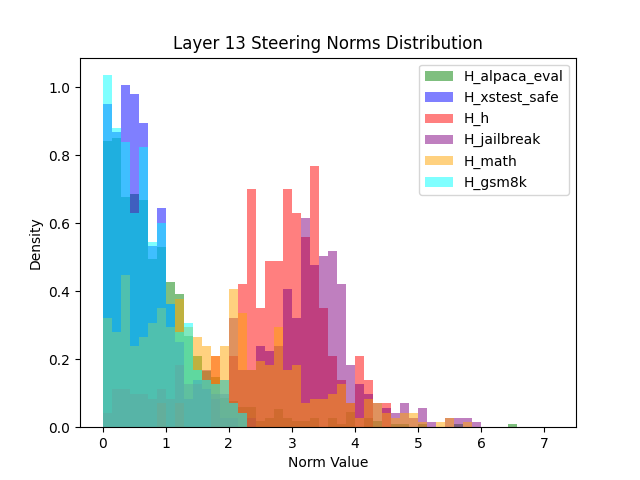 Layer 13 Steering Norms Distribution
H_alpaca_eval
H_xstest_safe
H_h
H_jailbreak
H_math
H_gsm8k
Density
1.0
0.8
0.6
0.4
0.2
0.0
0 1 2 3 4 5 6 7
Norm Value